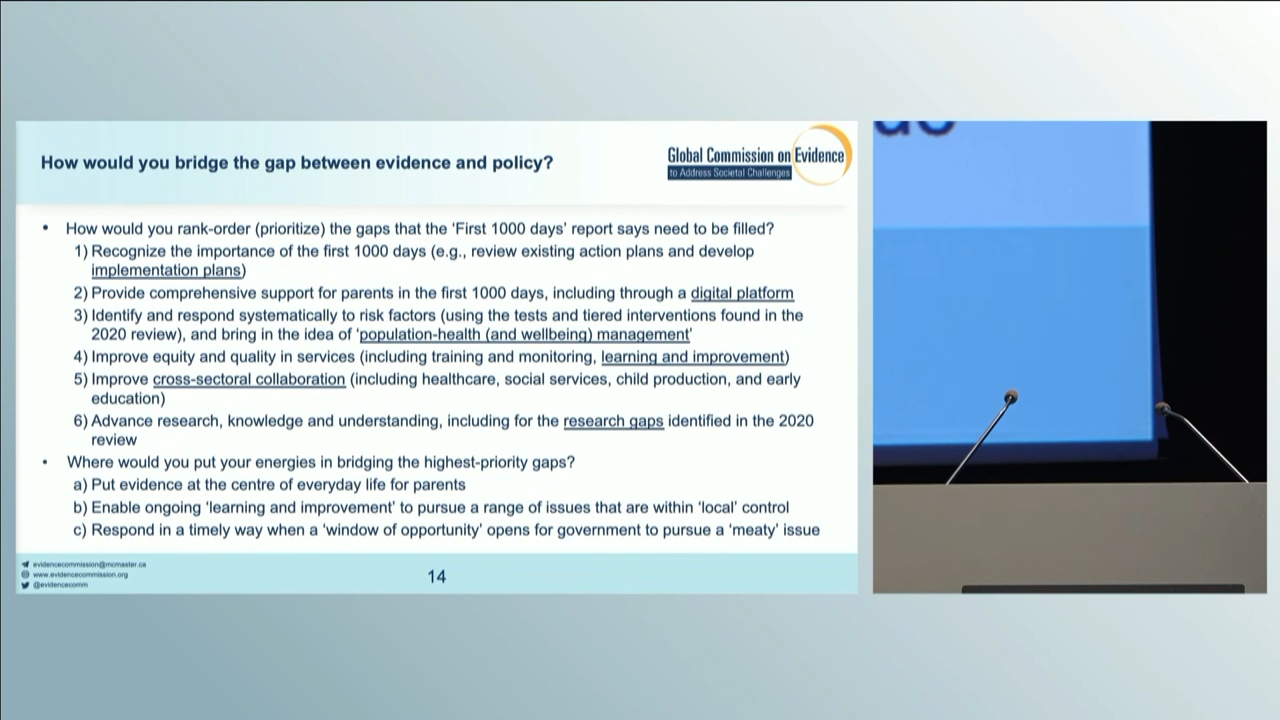 How would you bridge the gap between evidence and policy?
Global Commission on Evidence
to Address Societal Challenges
• How would you rank-order (prioritize) the gaps that the ‘First 1000 days’ report says need to be filled?
1) Recognize the importance of the first 1000 days (e.g., review existing action plans and develop
implementation plans)
2) Provide comprehensive support for parents in the first 1000 days, including through a digital platform
3) Identify and respond systematically to risk factors (using the tests and tiered interventions found in the
2020 review), and bring in the idea of ‘population-health (and wellbeing) management’
4) Improve equity and quality in services (including training and monitoring, learning and improvement)
5) Improve cross-sectoral collaboration (including healthcare, social services, child production, and early
education)
6) Advance research, knowledge and understanding, including for the research gaps identified in the 2020
review
• Where would you put your energies in bridging the highest-priority gaps?
a) Put evidence at the centre of everyday life for parents
b) Enable ongoing ‘learning and improvement’ to pursue a range of issues that are within ‘local’ control
c) Respond in a timely way when a ‘window of opportunity’ opens for government to pursue a ‘meaty’ issue
evidencecommission@mcmaster.ca
www.evidencecommission.org
@evidencecomm
14